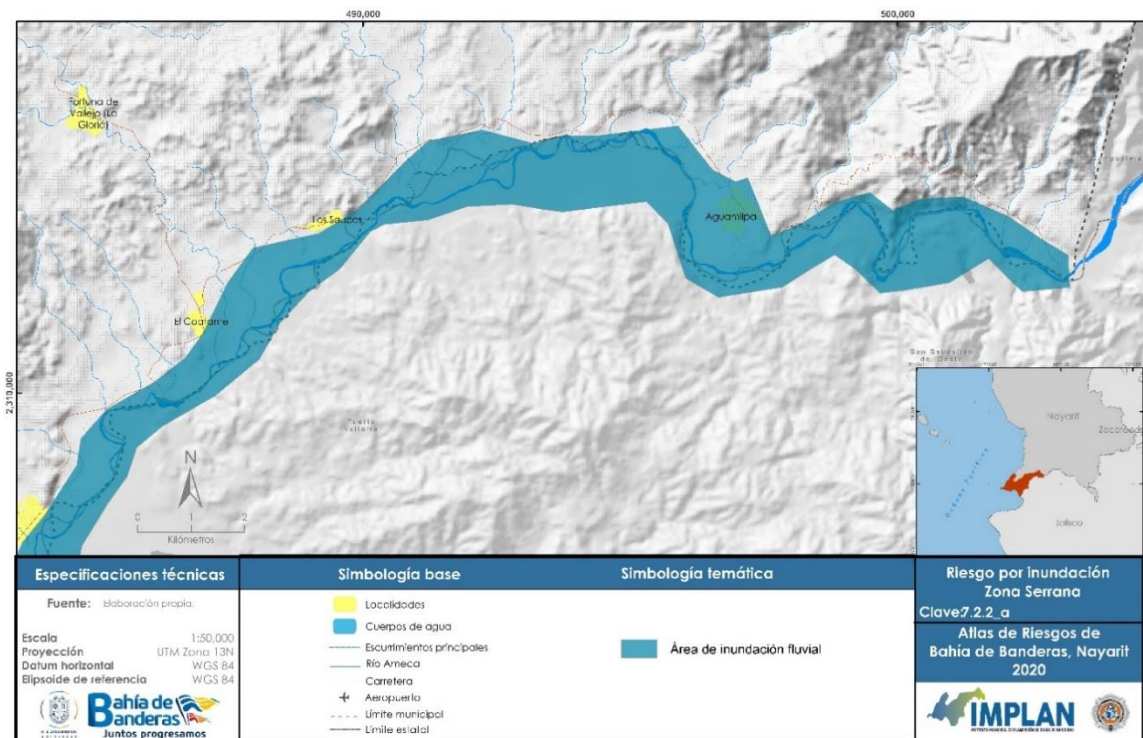 490,000
500,000
Fortuna de
Vallejo (La
Gloria)
Los Sauces
Aguamilpa
El Coatante
2,310,000
Puerto
Vallarta
San Sebastián
del Oeste
N
0 1 2
Kilómetros
Nayarit
Zacatecas
Océano Pacífico
Jalisco
Especificaciones técnicas
Fuente: Elaboración propia.
Escala 1:50,000
Proyección UTM Zona 13N
Datum horizontal WGS 84
Elipsoide de referencia WGS 84
Bahía de
Banderas
Juntos progresamos
Simbología base
Localidades
Cuerpos de agua
Escurrimientos principales
Río Ameca
Carretera
Aeropuerto
Límite municipal
Límite estatal
Simbología temática
Área de inundación fluvial
Riesgo por inundación
Zona Serrana
Clave:7.2.2_a
Atlas de Riesgos de
Bahía de Banderas, Nayarit
2020
IMPLAN